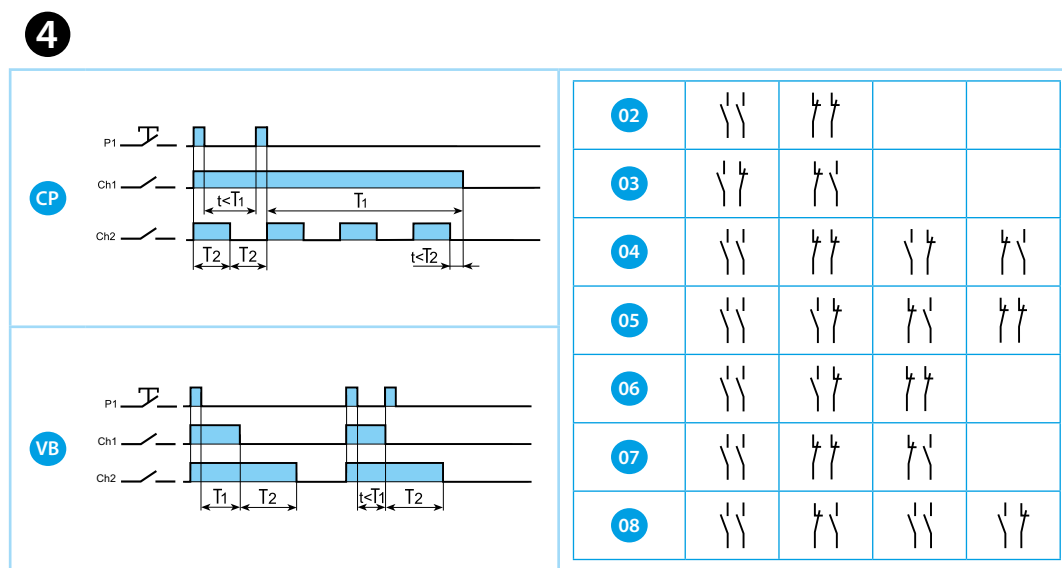 4
CP
P1
Ch1
t<T1 T1
Ch2
T2 T2 t<T2
VB
P1
Ch1
Ch2
T1 T2 t<T1 T2
02
03
04
05
06
07
08